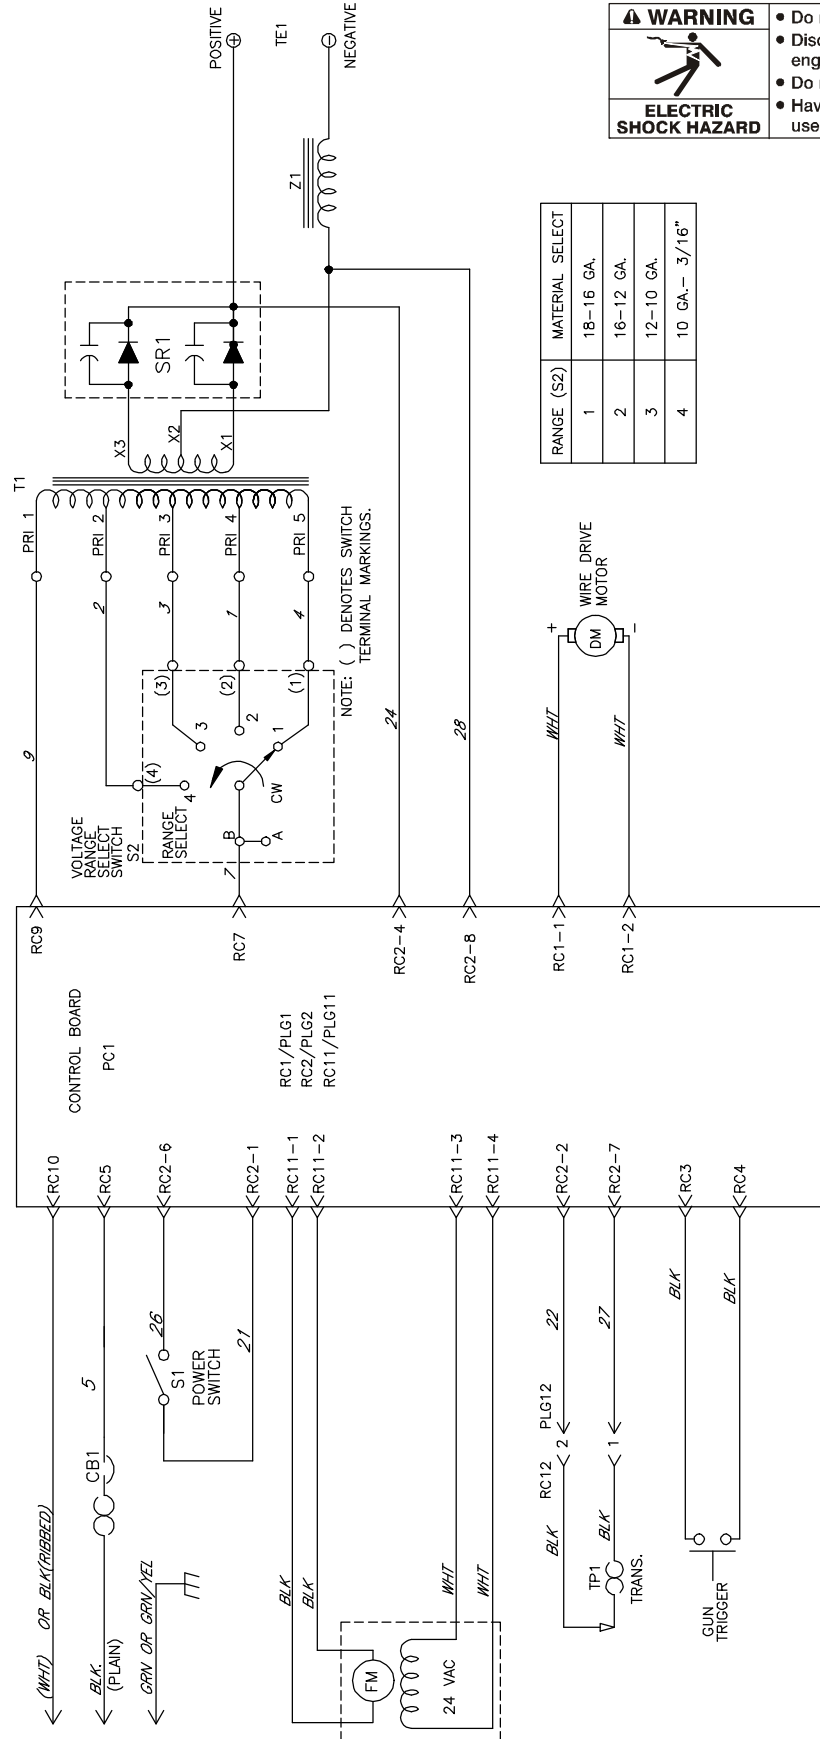 WARNING
ELECTRIC
SHOCK HAZARD
• Do
• Disc
eng
• Do
• Hav
use
POSITIVE
TE1
NEGATIVE
Z1
SR1
X3
X2
X1
T1
PRI 1
PRI 2
PRI 3
PRI 4
PRI 5
9
2
3
1
4
(3)
(2)
(1)
(4)
3
2
1
4
CW
B
A
7
VOLTAGE
RANGE
SELECT
SWITCH
S2
RANGE
SELECT
NOTE: ( ) DENOTES SWITCH
TERMINAL MARKINGS.
24
28
RANGE (S2) MATERIAL SELECT
1 18-16 GA.
2 16-12 GA.
3 12-10 GA.
4 10 GA.- 3/16"
WIRE DRIVE
MOTOR
DM
+
-
WHT
WHT
RC9
RC7
RC2-4
RC2-8
RC1-1
RC1-2
CONTROL BOARD
PC1
RC1/PLG1
RC2/PLG2
RC11/PLG11
RC10
RC5
RC2-6
RC2-1
RC11-1
RC11-2
RC11-3
RC11-4
RC2-2
RC2-7
RC3
RC4
(WHT) OR BLK(RIBBED)
5
CB1
BLK.
(PLAIN)
GRN OR GRN/YEL
26
S1
POWER
SWITCH
21
BLK
BLK
FM
24 VAC
WHT
WHT
22
27
PLG12
RC12
2
1
BLK
BLK
TP1
TRANS.
BLK
BLK
GUN
TRIGGER